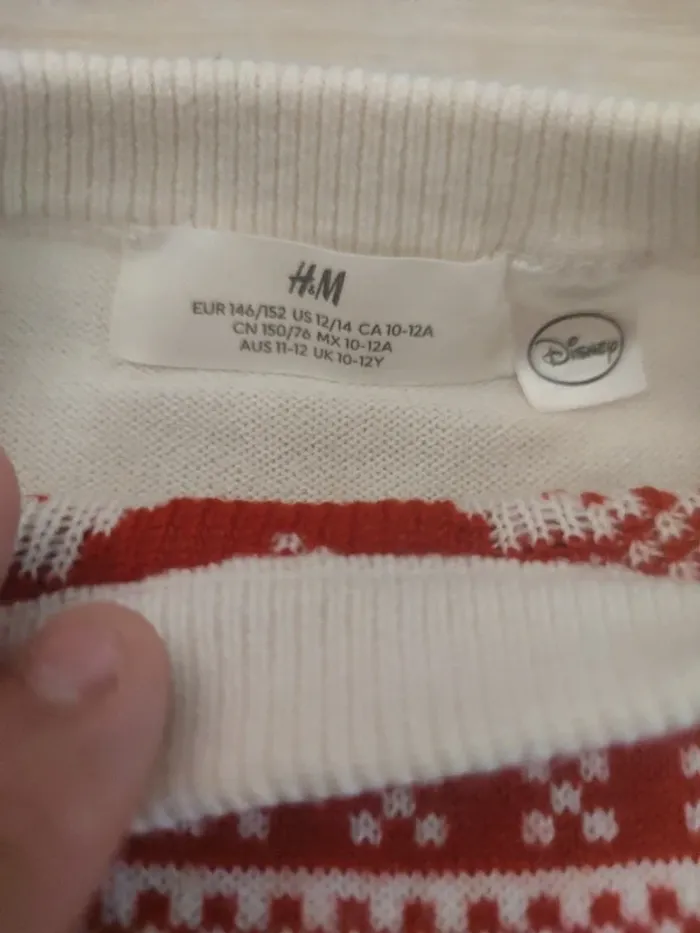 H&M
EUR 146/152 US 12/14 CA 10-12A
CN 150/76 MX 10-12A
AUS 11-12 UK 10-12Y
Disney